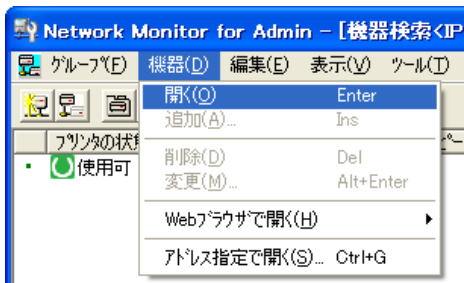 Network Monitor for Admin - [機器検索<IP
グループ(F) 機器(D) 編集(E) 表示(V) ツール(T)
開く(O) Enter
追加(A)... Ins
プリンタの状態
使用可
削除(D) Del
変更(M)... Alt+Enter
Webブラウザで開く(H)
アドレス指定で開く(S)... Ctrl+G